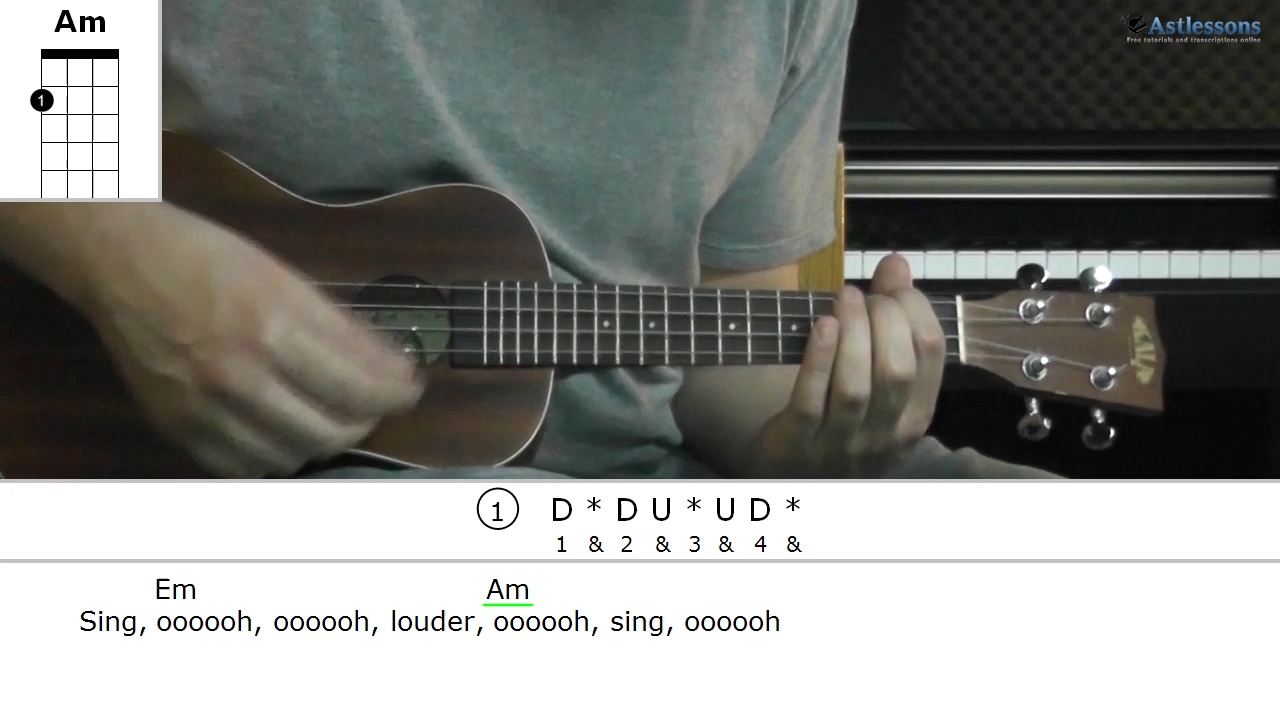 Am
1
Astlessons
Free tutorials and transcriptions online
KALA
1 D * D U * U D *
1 & 2 & 3 & 4 &
Em Am
Sing, oooooh, oooooh, louder, oooooh, sing, oooooh